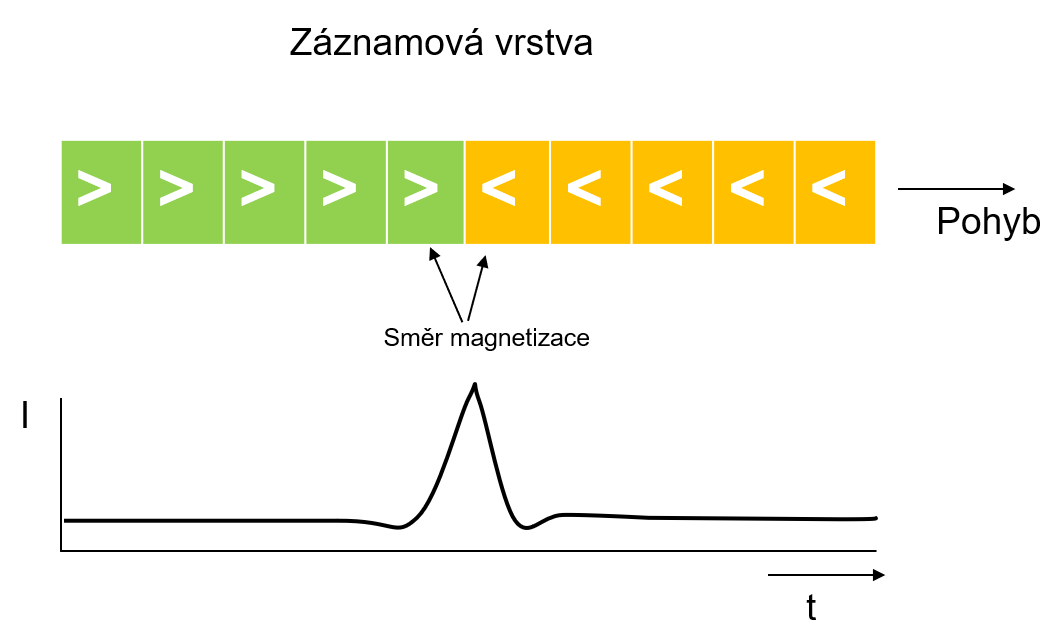 Záznamová vrstva
> > > > > < < < < <
Pohyb
Směr magnetizace
I
t